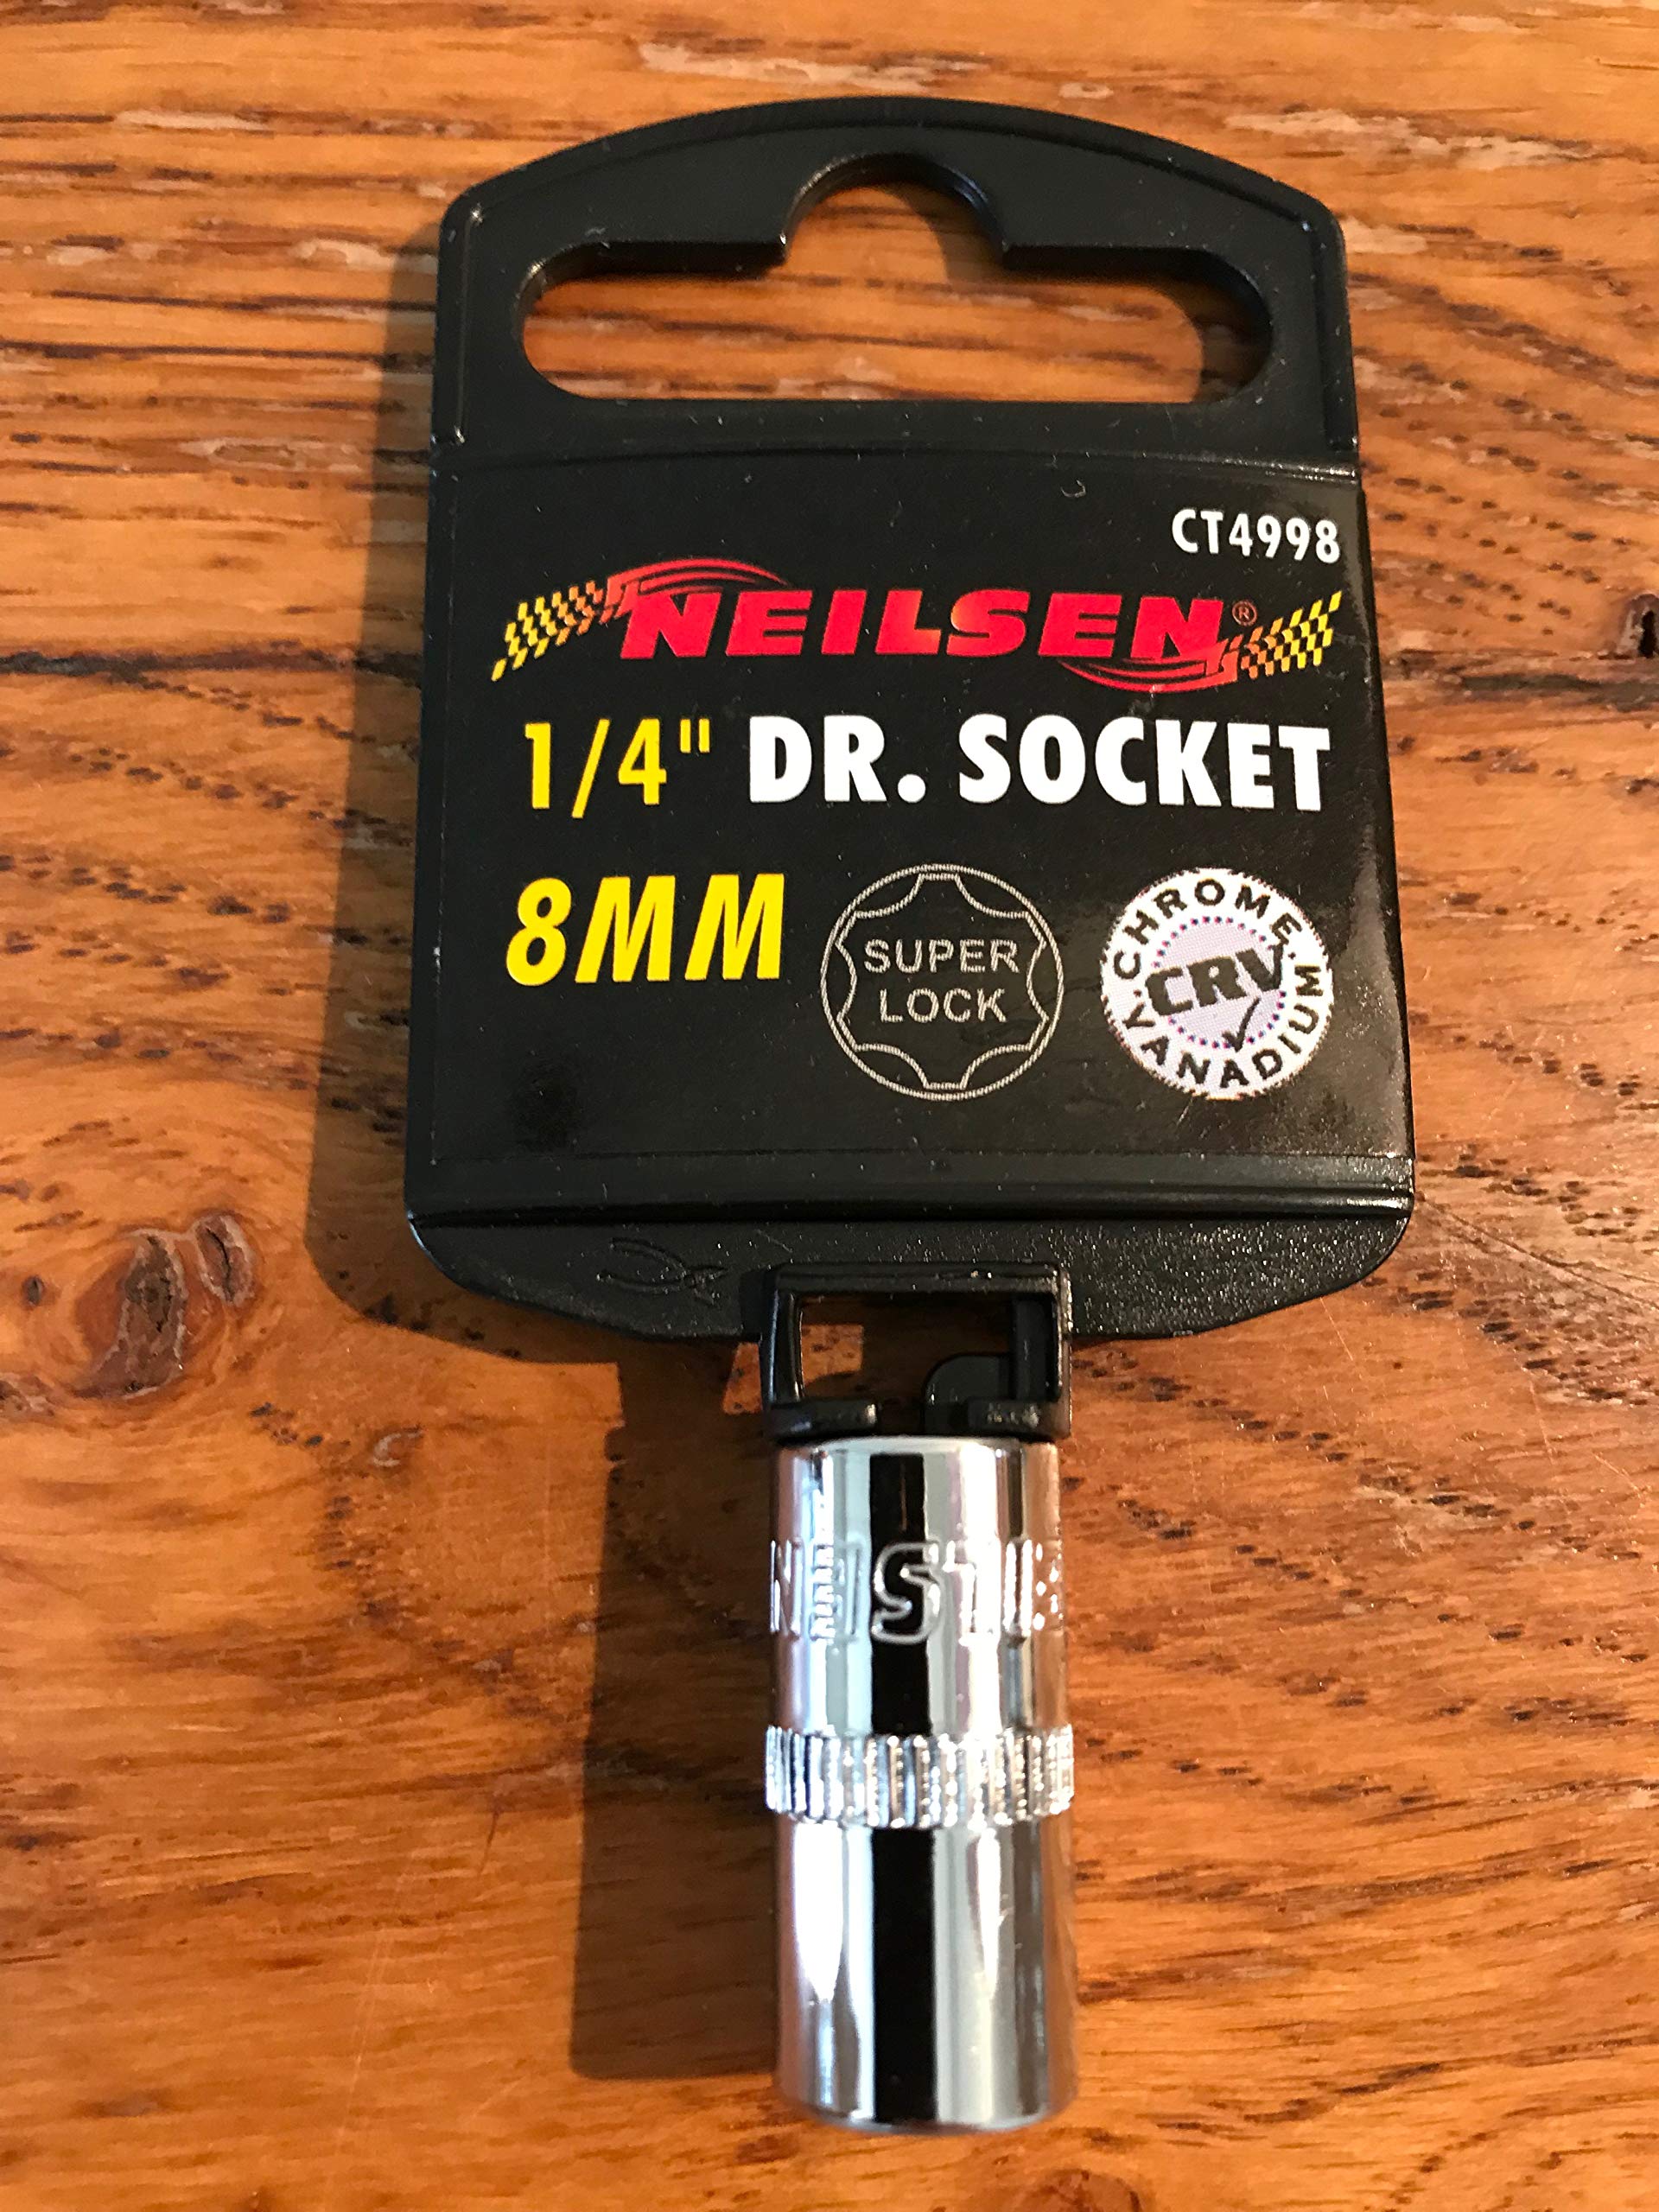 CT4998
NEILSEN®
1/4" DR. SOCKET
8MM
SUPER
LOCK
CHROME
CRV
VANADIUM